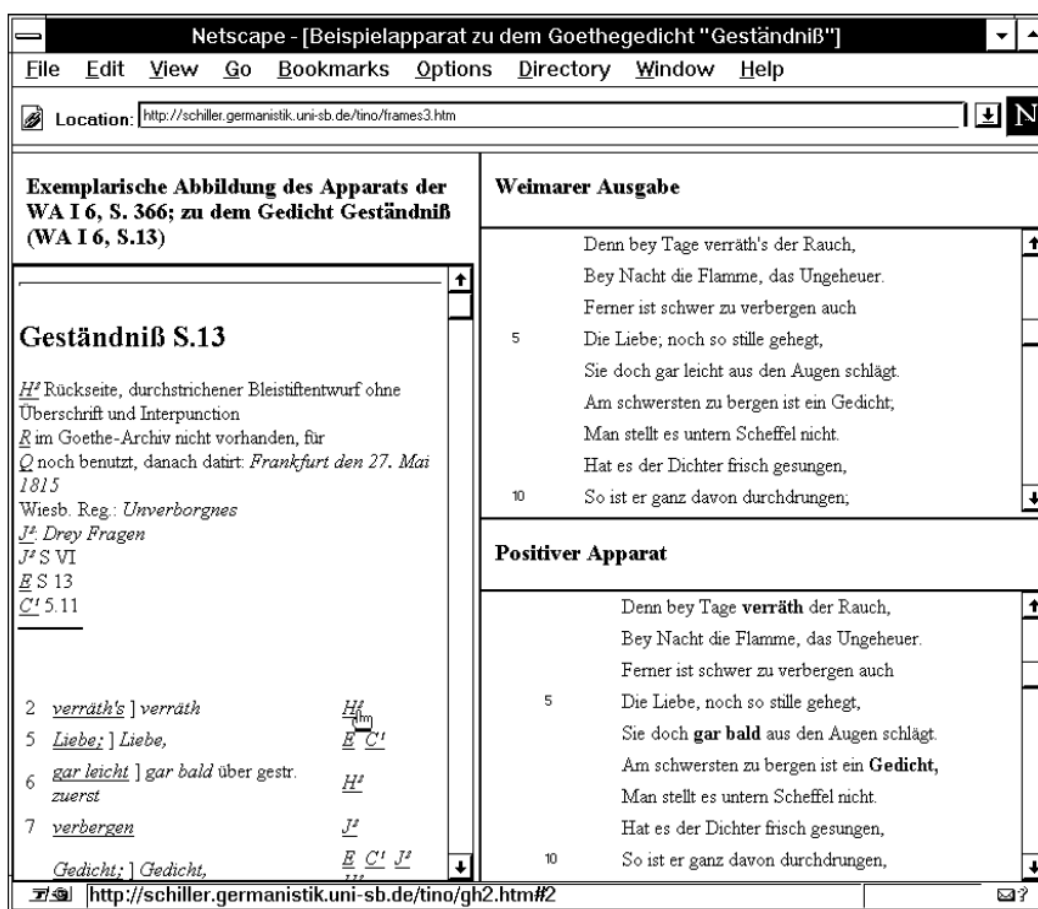 Netscape - [Beispielapparat zu dem Goethegedicht "Geständniß"]
File Edit View Go Bookmarks Options Directory Window Help
Location: http://schiller.germanistik.uni-sb.de/tino/frames3.htm
N
Exemplarische Abbildung des Apparats der
WA I 6, S. 366; zu dem Gedicht Geständniß
(WA I 6, S.13)
Geständniß S.13
Rückseite, durchstrichener Bleistiftentwurf ohne
Überschrift und Interpunction
R im Goethe-Archiv nicht vorhanden, für
Q noch benutzt, danach datirt: Frankfurt den 27. Mai
1815
Wiesb. Reg.: Unverborgnes
Drey Fragen
S VI
E S 13
C¹ 5.11
2 verräth's ] verräth
5 Liebe; ] Liebe, E C¹
6 gar leicht ] gar bald über gestr.
zuerst
7 verbergen
Gedicht; ] Gedicht, E C¹
Weimarer Ausgabe
Denn bey Tage verräth's der Rauch,
Bey Nacht die Flamme, das Ungeheuer.
Ferner ist schwer zu verbergen auch
5 Die Liebe; noch so stille gehegt,
Sie doch gar leicht aus den Augen schlägt.
Am schwersten zu bergen ist ein Gedicht;
Man stellt es untern Scheffel nicht.
Hat es der Dichter frisch gesungen,
10 So ist er ganz davon durchdrungen;
Positiver Apparat
Denn bey Tage verräth der Rauch,
Bey Nacht die Flamme, das Ungeheuer.
Ferner ist schwer zu verbergen auch
5 Die Liebe, noch so stille gehegt,
Sie doch gar bald aus den Augen schlägt.
Am schwersten zu bergen ist ein Gedicht,
Man stellt es untern Scheffel nicht.
Hat es der Dichter frisch gesungen,
10 So ist er ganz davon durchdrungen,
http://schiller.germanistik.uni-sb.de/tino/gh2.htm#2